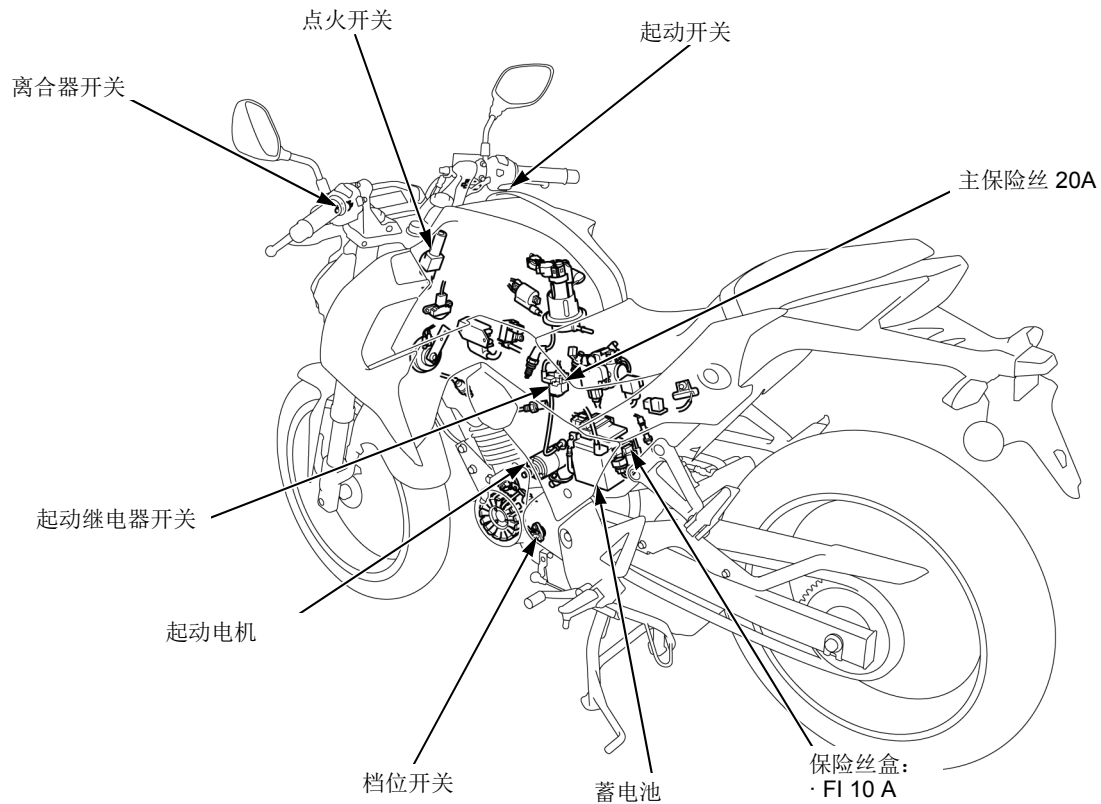 点火开关
起动开关
离合器开关
主保险丝 20A
起动继电器开关
起动电机
档位开关
蓄电池
保险丝盒：
· FI 10 A